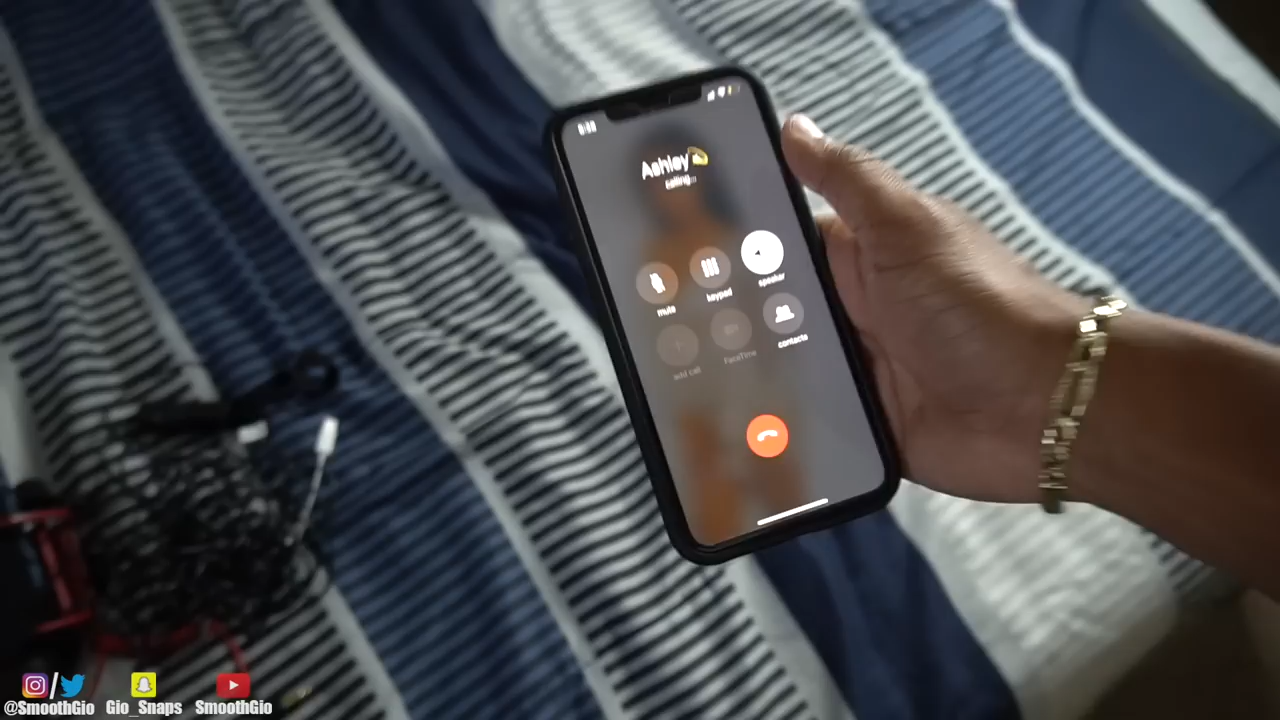 Ashley
calling...
mute
keypad
speaker
add call
FaceTime
contacts
@SmoothGio Gio_Snaps SmoothGio